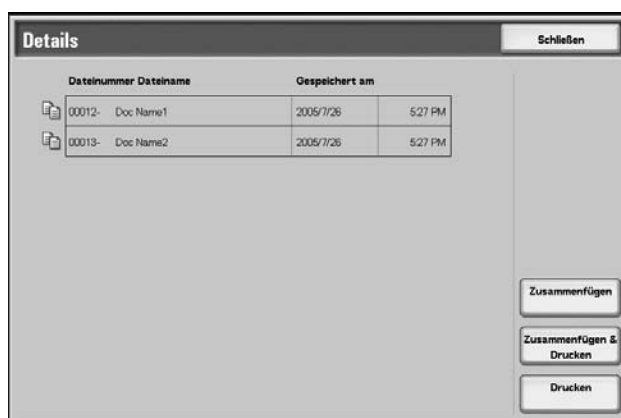 Details
Schließen
Dateinummer Dateiname Gespeichert am
00012- Doc Name1 2005/7/26 5:27 PM
00013- Doc Name2 2005/7/26 5:27 PM
Zusammenfügen
Zusammenfügen &
Drucken
Drucken